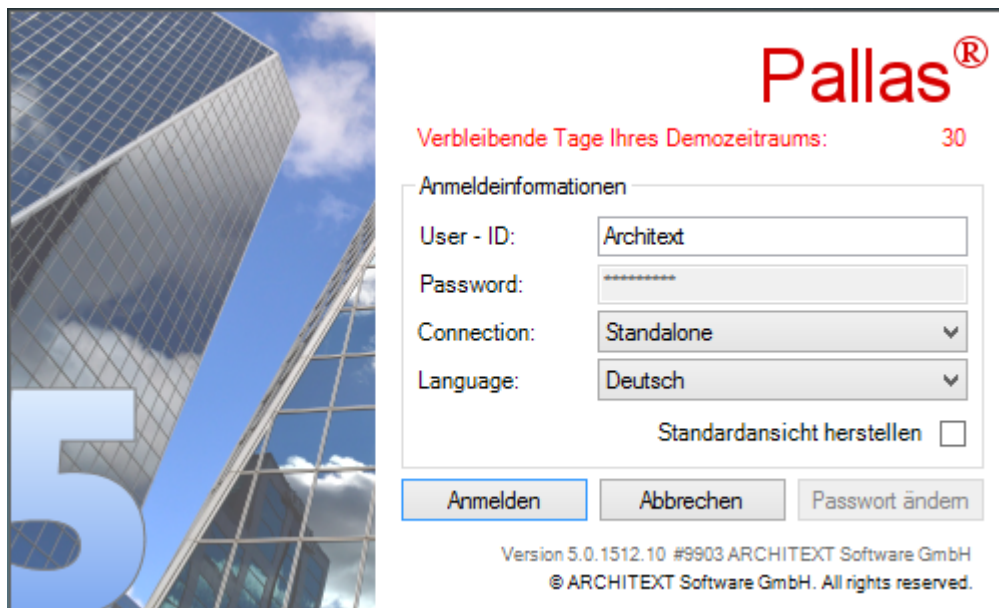 Pallas®
Verbleibende Tage Ihres Demozeitraums: 30
Anmeldeinformationen
User - ID: Architext
Password: *********
Connection: Standalone
Language: Deutsch
Standardansicht herstellen
Anmelden Abbrechen Passwort ändern
5
Version 5.0.1512.10 #9903 ARCHITEXT Software GmbH
© ARCHITEXT Software GmbH. All rights reserved.